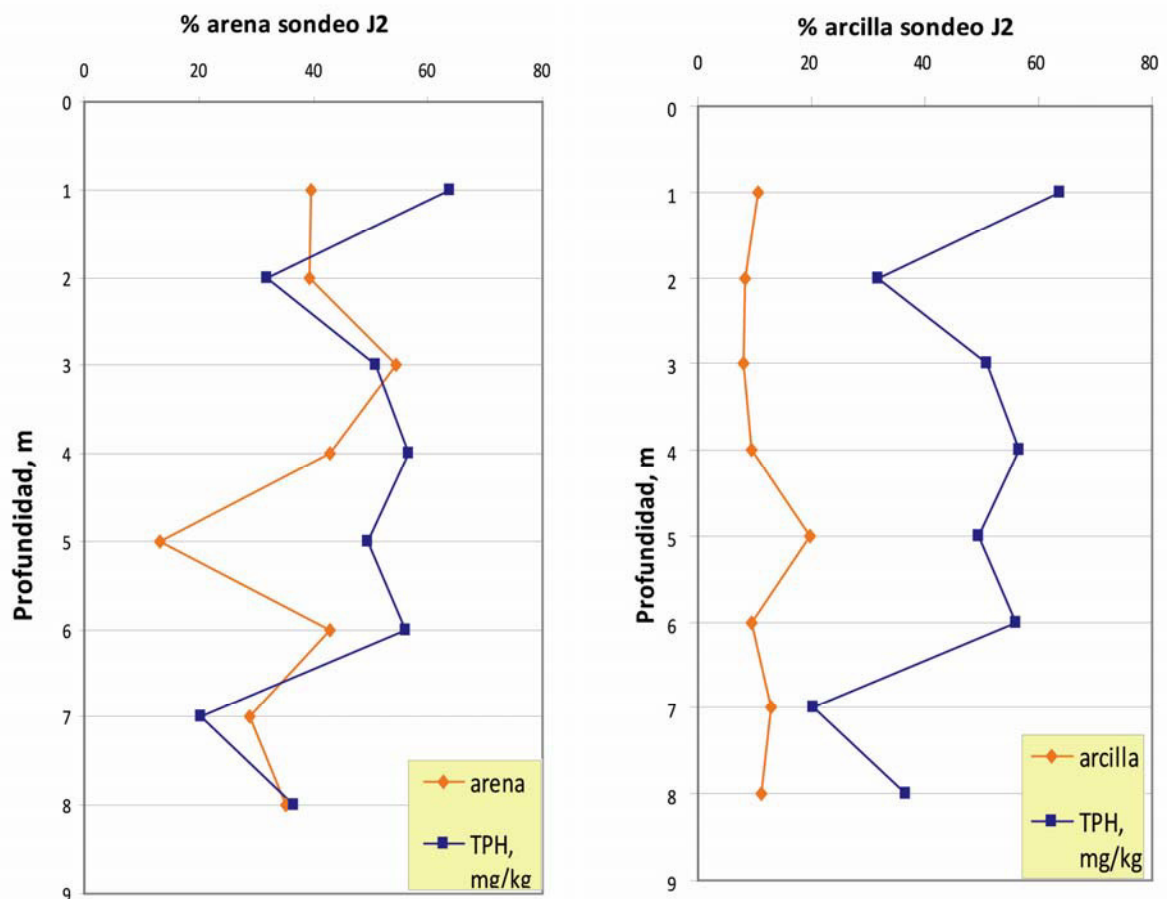 % arena sondeo J2
0 20 40 60 80
0
1
2
3
4
5
6
7
8
9
Profundidad, m
arena
TPH,
mg/kg
% arcilla sondeo J2
0 20 40 60 80
0
1
2
3
4
5
6
7
8
9
Profundidad, m
arcilla
TPH,
mg/kg